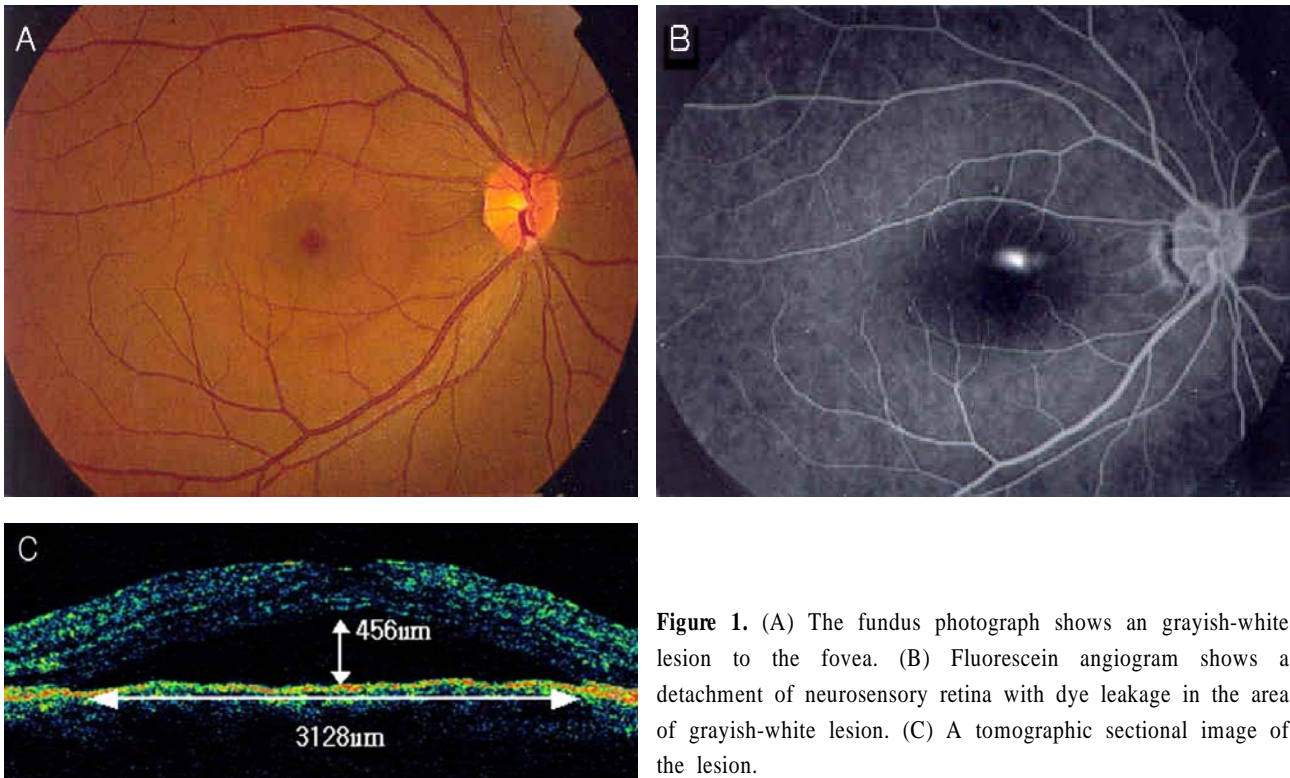 A
B
C
456um
3128um
Figure 1. (A) The fundus photograph shows an grayish-white
lesion to the fovea. (B) Fluorescein angiogram shows a
detachment of neurosensory retina with dye leakage in the area
of grayish-white lesion. (C) A tomographic sectional image of
the lesion.